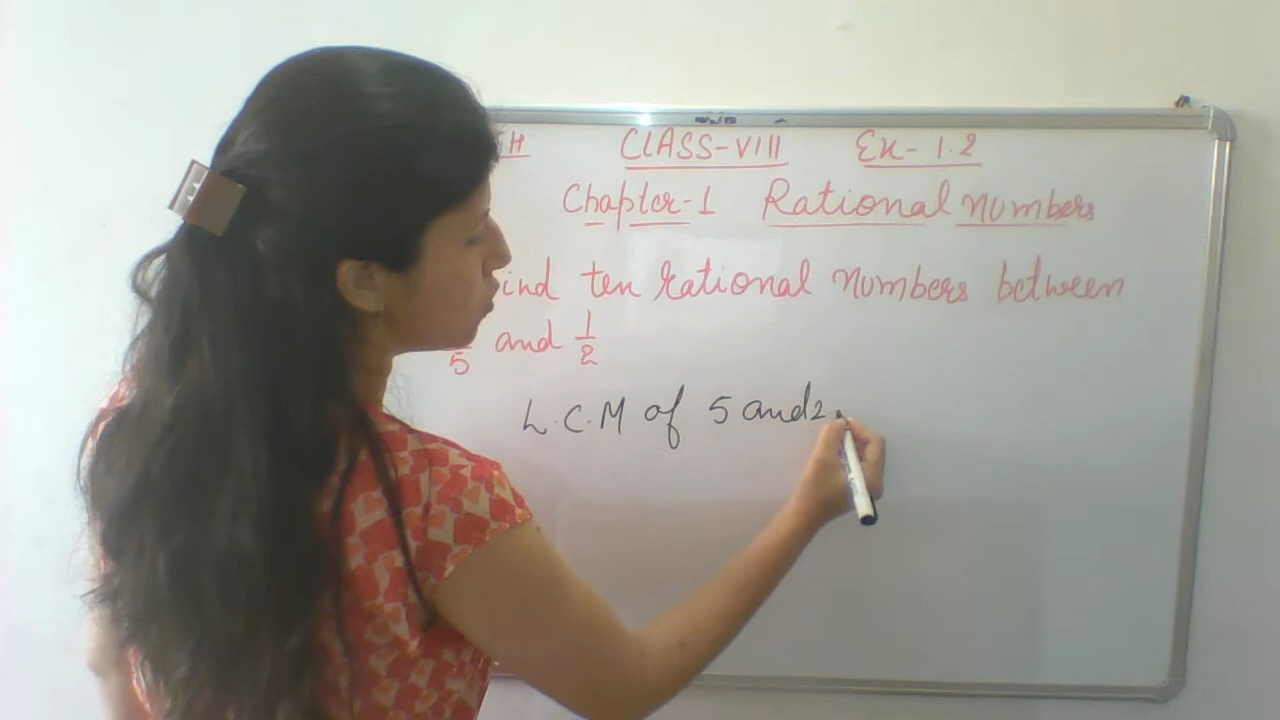 CLASS-VIII Ex-1.2
Chapter-1 Rational numbers
ind ten rational numbers between
5 and 1/2
L.C.M of 5 and 2